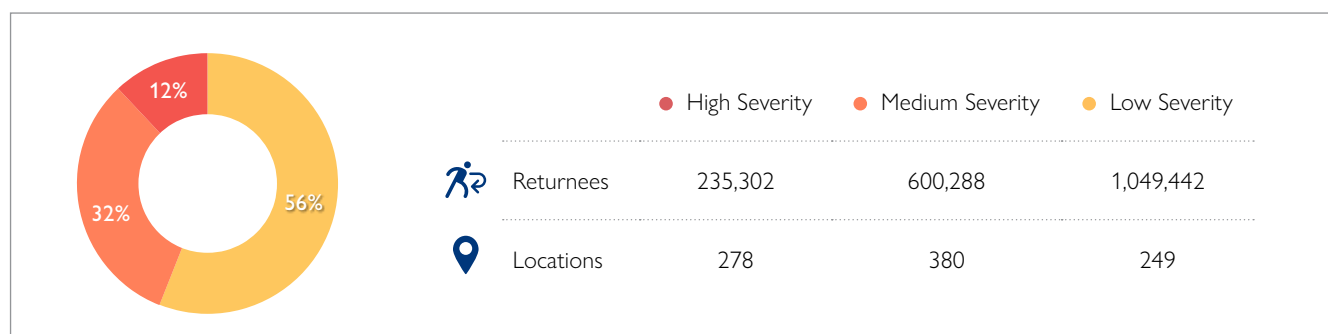 12%
32%
56%
High Severity Medium Severity Low Severity
Returnees 235,302 600,288 1,049,442
Locations 278 380 249